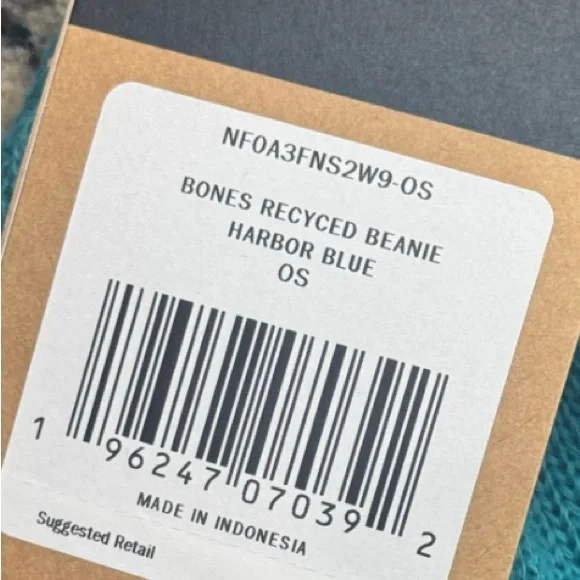 NF0A3FNS2W9-OS
BONES RECYCED BEANIE
HARBOR BLUE
OS
1 96247 07039 2
MADE IN INDONESIA
Suggested Retail